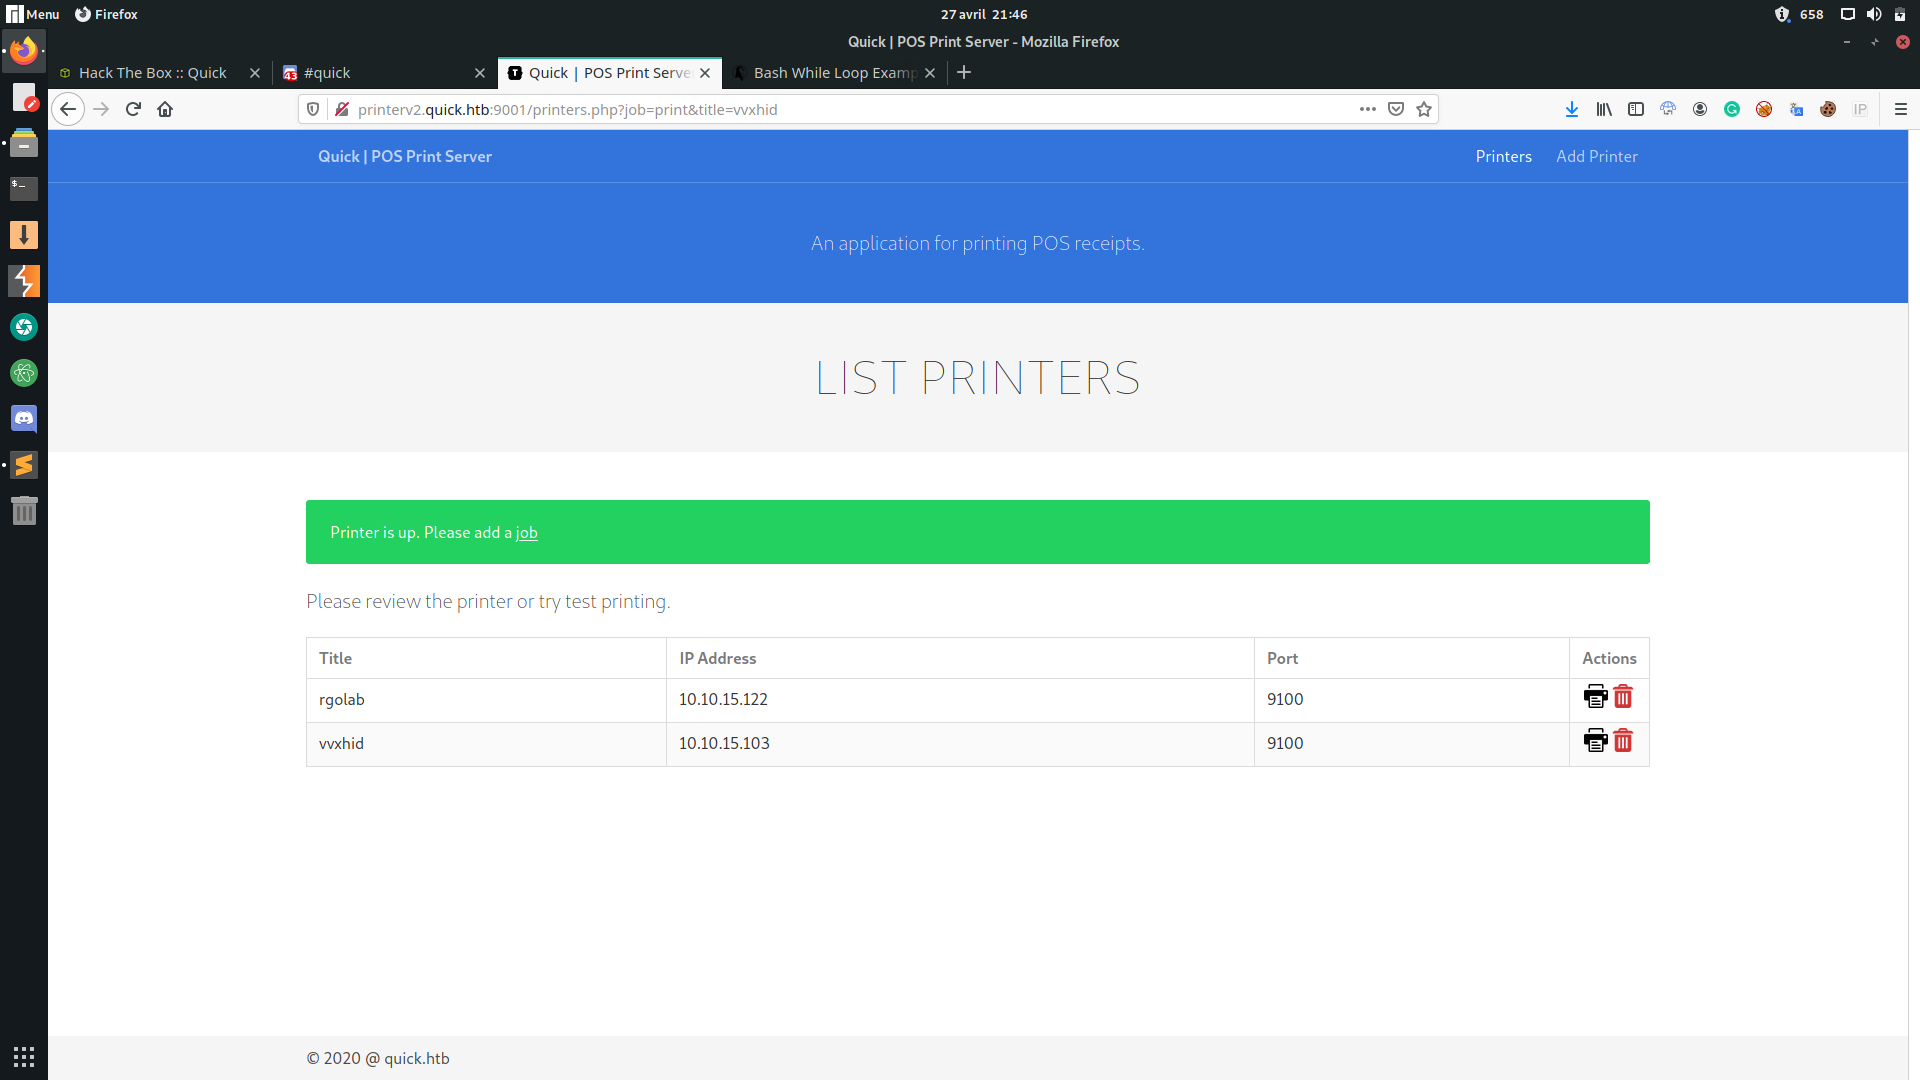 Menu Firefox 27 avril 21:46 658
Quick | POS Print Server - Mozilla Firefox
Hack The Box :: Quick #quick Quick | POS Print Serve Bash While Loop Examp
printerv2.quick.htb:9001/printers.php?job=print&title=vvxhid IP
Quick | POS Print Server Printers Add Printer
An application for printing POS receipts.
LIST PRINTERS
Printer is up. Please add a job
Please review the printer or try test printing.
Title IP Address Port Actions
rgolab 10.10.15.122 9100
vvxhid 10.10.15.103 9100
© 2020 @ quick.htb